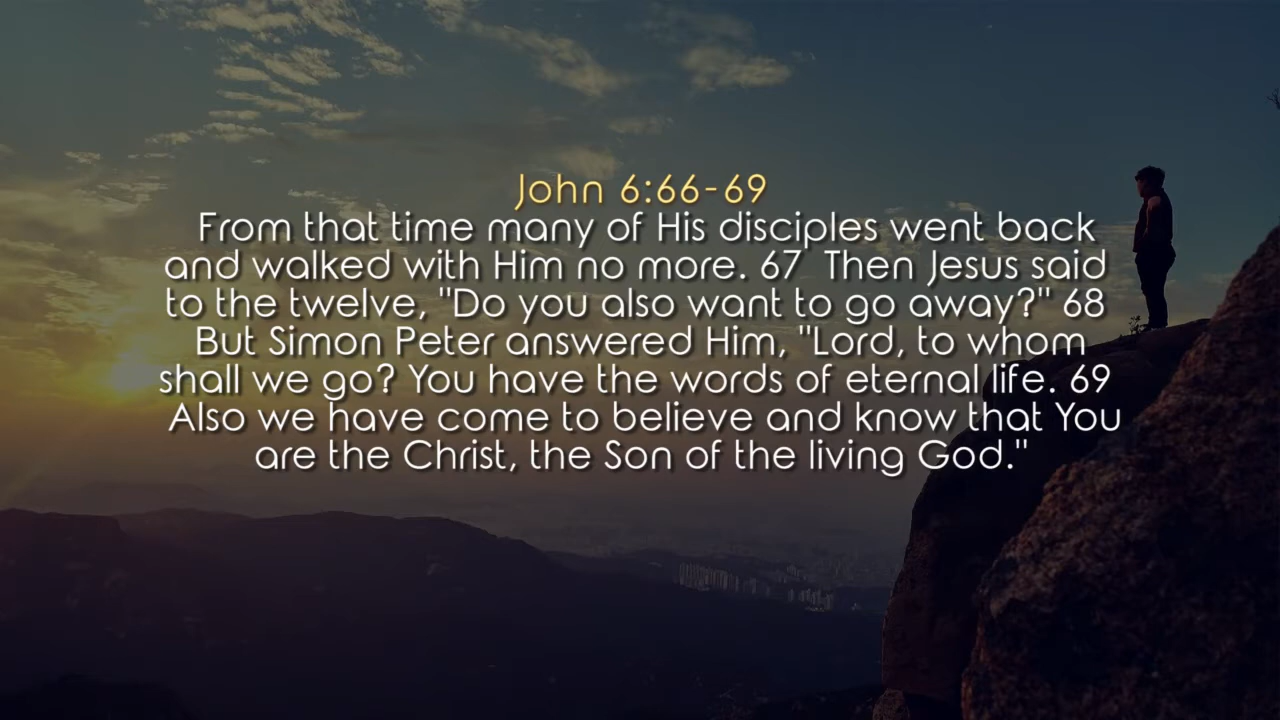 John 6:66-69
From that time many of His disciples went back
and walked with Him no more. 67  Then Jesus said
to the twelve, "Do you also want to go away?" 68
But Simon Peter answered Him, "Lord, to whom
shall we go? You have the words of eternal life. 69
Also we have come to believe and know that You
are the Christ, the Son of the living God."